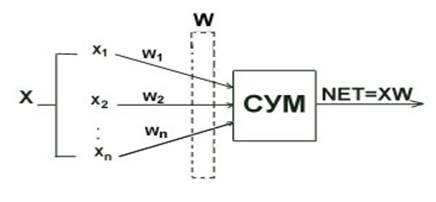 W
X
x1 w1
x2 w2
:
xn wn
СУМ
NET=XW